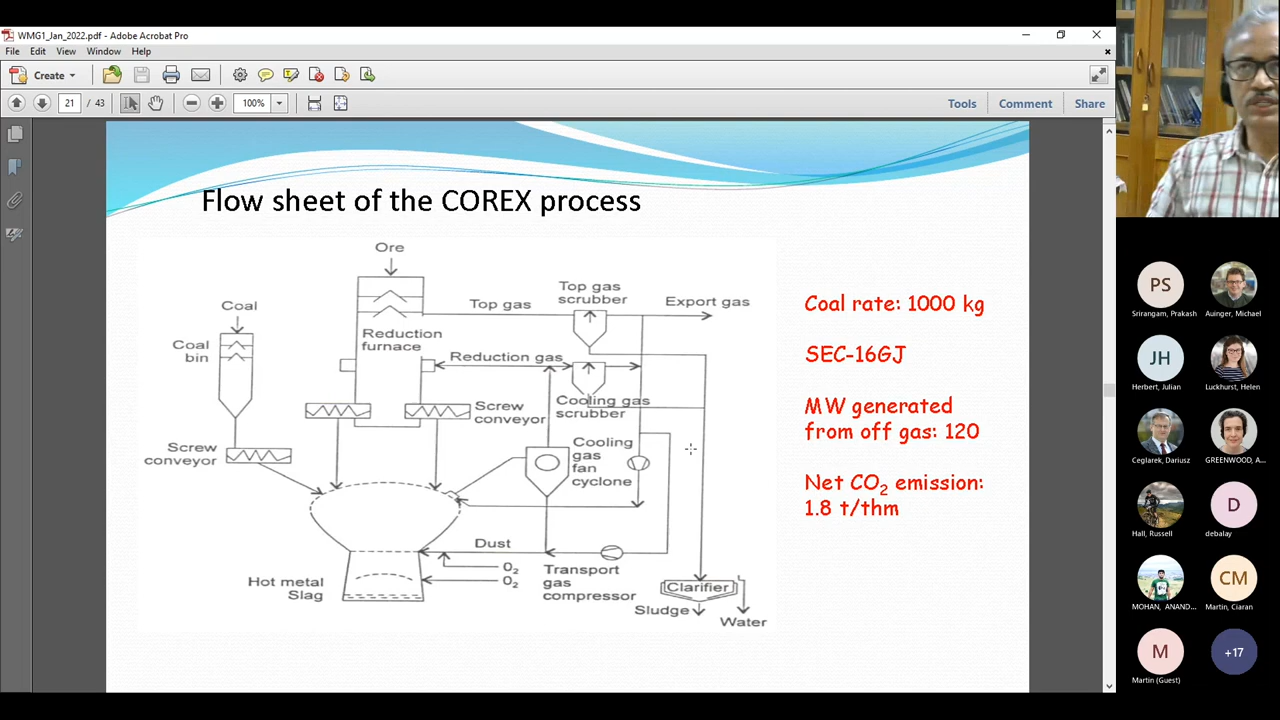 WMG1_Jan_2022.pdf - Adobe Acrobat Pro
File Edit View Window Help
Create
21 / 43
100%
Tools Comment Share
Flow sheet of the COREX process
Ore
Coal
Coal
bin
Screw
conveyor
Reduction
furnace
Top gas
Top gas
scrubber
Export gas
Reduction gas
Cooling gas
scrubber
Screw
conveyor
Cooling
gas
fan
cyclone
Dust
O2
O2
Transport
gas
compressor
Hot metal
Slag
Clarifier
Sludge
Water
Coal rate: 1000 kg
SEC-16GJ
MW generated
from off gas: 120
Net CO2 emission:
1.8 t/thm
PS
Srirangam, Prakash
Auinger, Michael
JH
Herbert, Julian
Luckhurst, Helen
Ceglarek, Dariusz
GREENWOOD, A...
Hall, Russell
D
debalay
MOHAN, ANAND...
CM
Martin, Ciaran
M
Martin (Guest)
+17